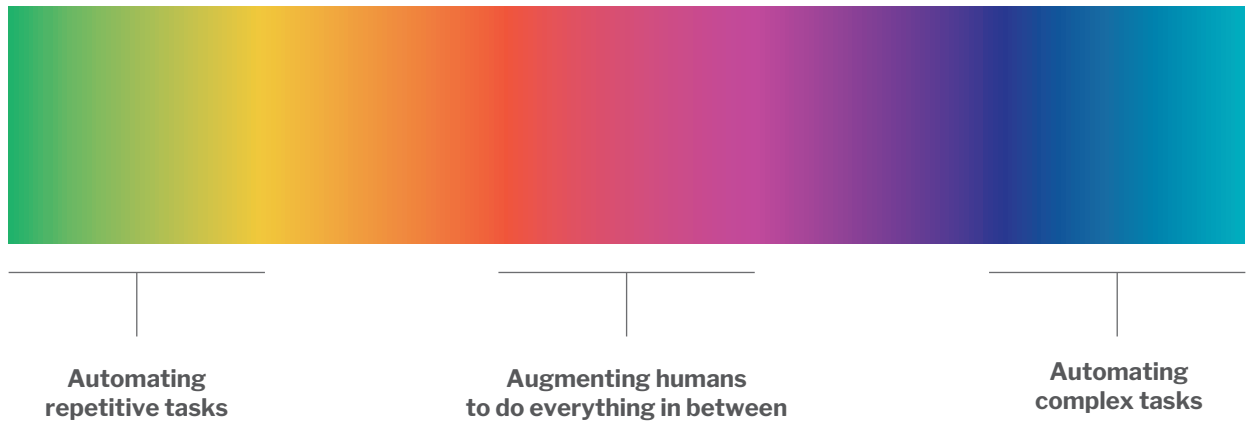 Automating
repetitive tasks
Augmenting humans
to do everything in between
Automating
complex tasks